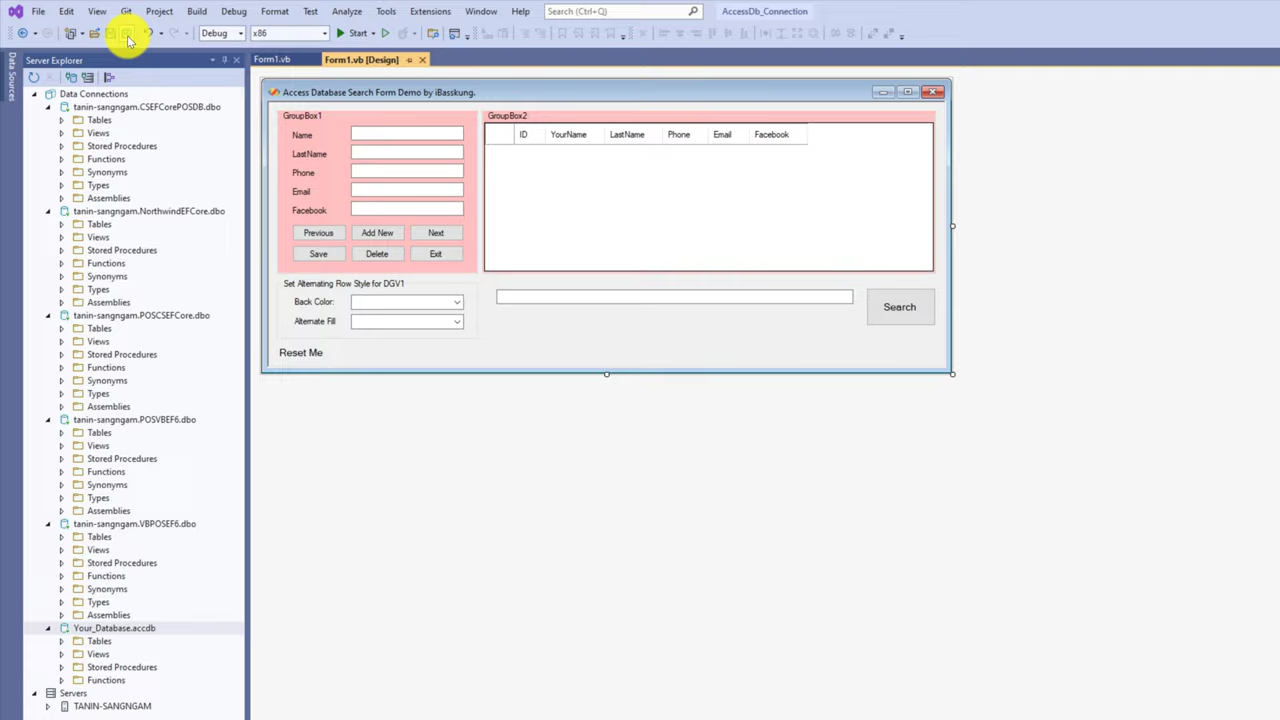 File Edit View Git Project Build Debug Format Test Analyze Tools Extensions Window Help Search (Ctrl+Q) AccessDb_Connection
Debug x86 Start
Data Sources
Server Explorer
Form1.vb Form1.vb [Design]
Data Connections
tanin-sangngam.CSEFCorePOSDB.dbo
Tables
Views
Stored Procedures
Functions
Synonyms
Types
Assemblies
tanin-sangngam.NorthwindEFCore.dbo
Tables
Views
Stored Procedures
Functions
Synonyms
Types
Assemblies
tanin-sangngam.POSCSEFCore.dbo
Tables
Views
Stored Procedures
Functions
Synonyms
Types
Assemblies
tanin-sangngam.POSVBEF6.dbo
Tables
Views
Stored Procedures
Functions
Synonyms
Types
Assemblies
tanin-sangngam.VBPOSEF6.dbo
Tables
Views
Stored Procedures
Functions
Synonyms
Types
Assemblies
Your_Database.accdb
Tables
Views
Stored Procedures
Functions
Servers
TANIN-SANGNGAM
Access Database Search Form Demo by iBasskung.
GroupBox1
Name
LastName
Phone
Email
Facebook
Previous Add New Next
Save Delete Exit
GroupBox2
ID YourName LastName Phone Email Facebook
Set Alternating Row Style for DGV1
Back Color:
Alternate Fill
Search
Reset Me